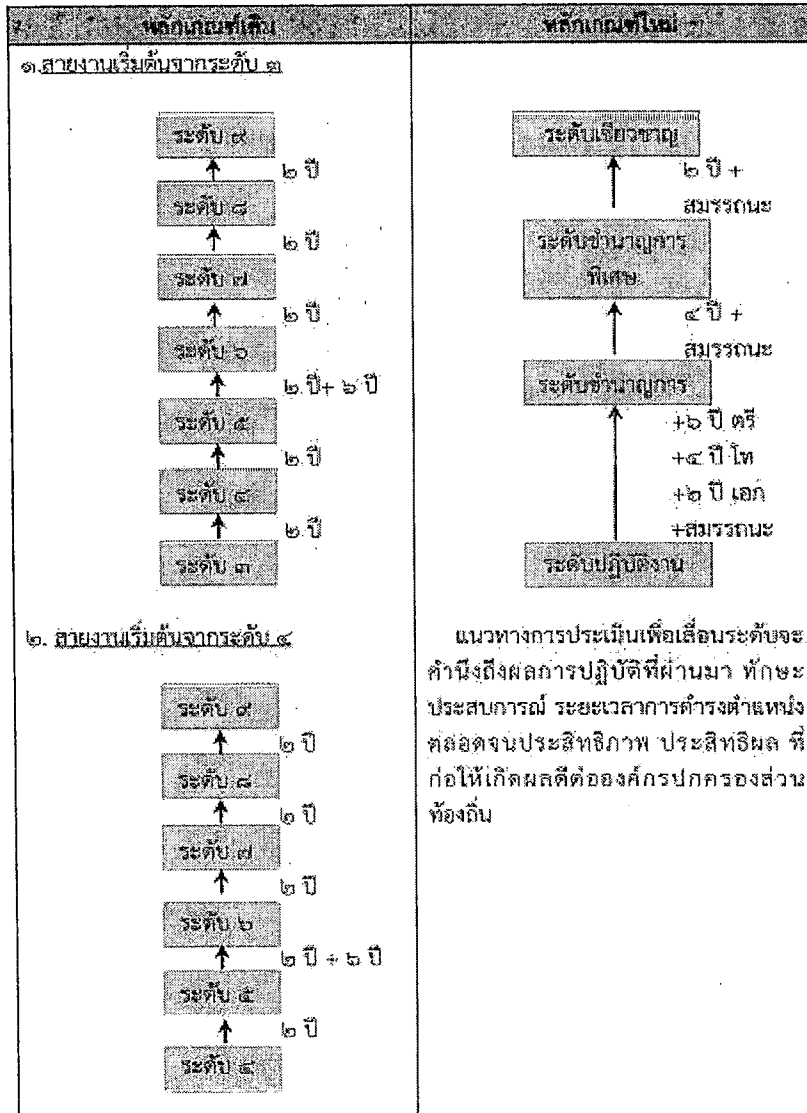 หลักเกณฑ์เดิม
๑.สายงานเริ่มต้นจากระดับ ๓
ระดับ ๙
๒ ปี
ระดับ ๘
๒ ปี
ระดับ ๗
๒ ปี
ระดับ ๖
๒ ปี+ ๖ ปี
ระดับ ๕
๒ ปี
ระดับ ๔
๒ ปี
ระดับ ๓
๒. สายงานเริ่มต้นจากระดับ ๔
ระดับ ๙
๒ ปี
ระดับ ๘
๒ ปี
ระดับ ๗
๒ ปี
ระดับ ๖
๒ ปี + ๖ ปี
ระดับ ๕
๒ ปี
ระดับ ๔
หลักเกณฑ์ใหม่
ระดับเชี่ยวชาญ
๒ ปี +
สมรรถนะ
ระดับชำนาญการ
พิเศษ
๔ ปี +
สมรรถนะ
ระดับชำนาญการ
+๖ ปี ตรี
+๔ ปี โท
+๒ ปี เอก
+สมรรถนะ
ระดับปฏิบัติงาน
แนวทางการประเมินเพื่อเลื่อนระดับจะ
คำนึงถึงผลการปฏิบัติที่ผ่านมา ทักษะ
ประสบการณ์ ระยะเวลาการดำรงตำแหน่ง
ตลอดจนประสิทธิภาพ ประสิทธิผล ที่
ก่อให้เกิดผลดีต่อองค์กรปกครองส่วน
ท้องถิ่น